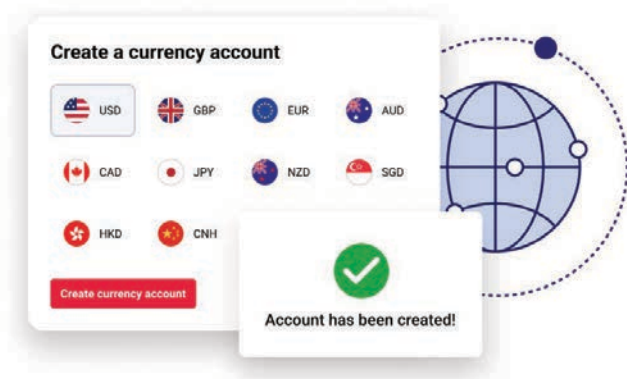 Create a currency account
USD GBP EUR AUD
CAD JPY NZD SGD
HKD CNH
Create currency account
Account has been created!